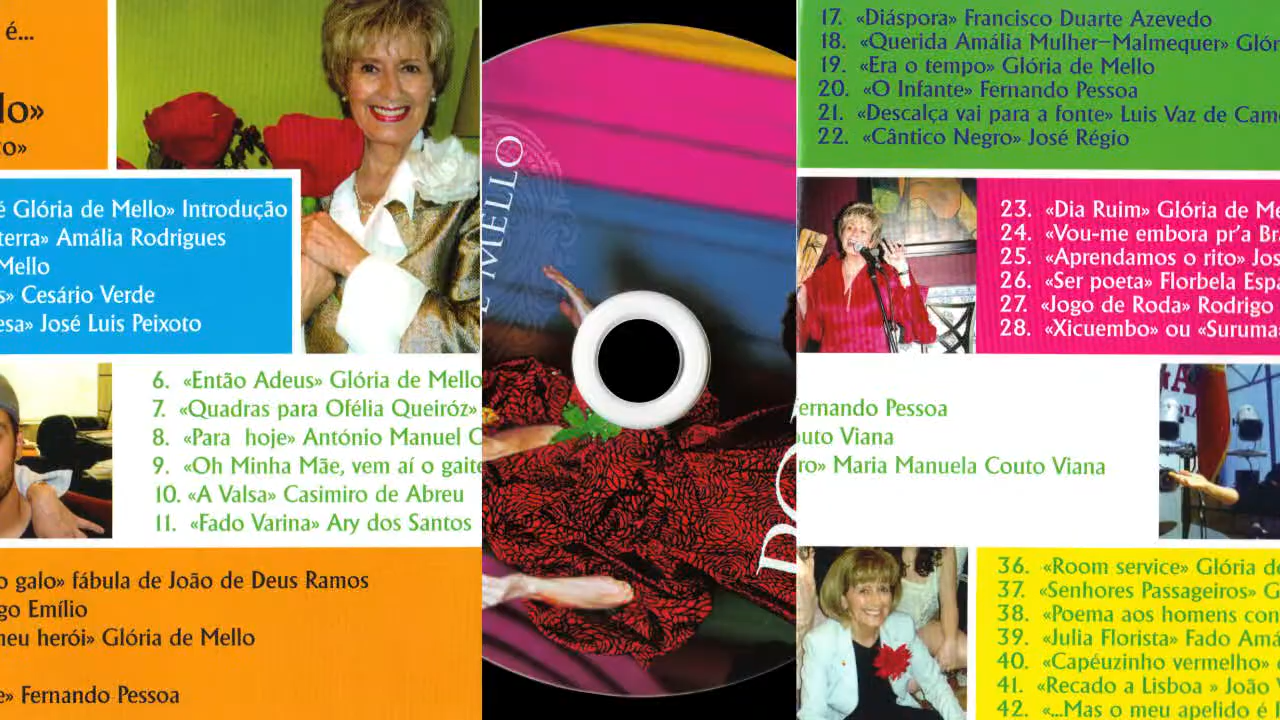 é...
lo»
to»
é Glória de Mello» Introdução
terra» Amália Rodrigues
Mello
s» Cesário Verde
esa» José Luis Peixoto
6. «Então Adeus» Glória de Mello
7. «Quadras para Ofélia Queiróz»
8. «Para hoje» António Manuel C
9. «Oh Minha Mãe, vem aí o gaite
10. «A Valsa» Casimiro de Abreu
11. «Fado Varina» Ary dos Santos
o galo» fábula de João de Deus Ramos
go Emílio
meu herói» Glória de Mello
e» Fernando Pessoa
E MELLO
DO
17. «Diáspora» Francisco Duarte Azevedo
18. «Querida Amália Mulher–Malmequer» Glór
19. «Era o tempo» Glória de Mello
20. «O Infante» Fernando Pessoa
21. «Descalça vai para a fonte» Luis Vaz de Cam
22. «Cântico Negro» José Régio
23. «Dia Ruim» Glória de Me
24. «Vou-me embora pr'a Bra
25. «Aprendamos o rito» Jos
26. «Ser poeta» Florbela Espa
27. «Jogo de Roda» Rodrigo
28. «Xicuembo» ou «Suruma
Fernando Pessoa
outo Viana
ro» Maria Manuela Couto Viana
36. «Room service» Glória de
37. «Senhores Passageiros» G
38. «Poema aos homens con
39. «Julia Florista» Fado Amá
40. «Capéuzinho vermelho»
41. «Recado a Lisboa » João V
42. «...Mas o meu apelido é l